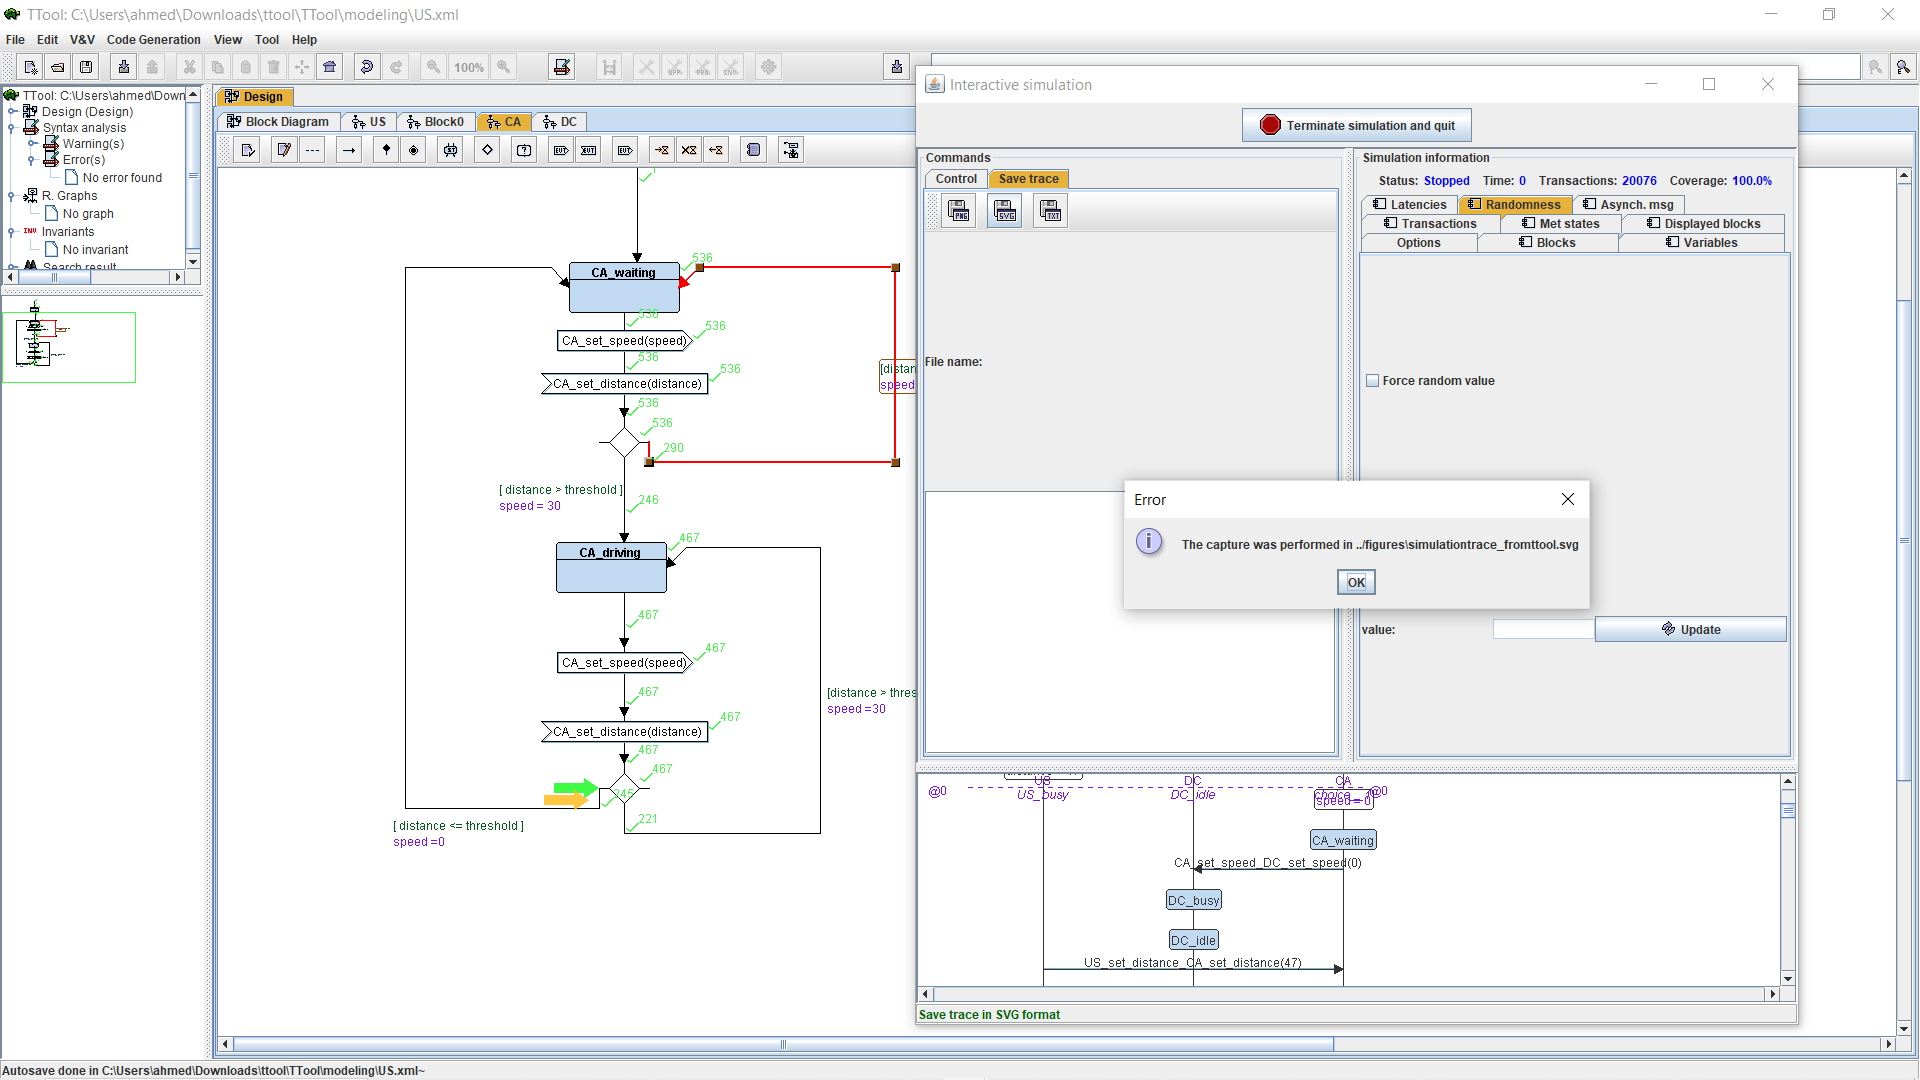 TTool: C:\Users\ahmed\Downloads\ttool\TTool\modeling\US.xml
File Edit V&V Code Generation View Tool Help
100%
TTool: C:\Users\ahmed\Down
Design (Design)
Syntax analysis
Warning(s)
Error(s)
No error found
R. Graphs
No graph
INV Invariants
No invariant
Search result
Design
Block Diagram US Block0 CA DC
536
CA_waiting
536
CA_set_speed(speed)
536
536
CA_set_distance(distance)
536
536
536
290
[distan
speed
[ distance > threshold ]
speed = 30
246
CA_driving
467
467
CA_set_speed(speed)
467
467
CA_set_distance(distance)
467
467
467
245
221
[distance > thres
speed =30
[ distance <= threshold ]
speed =0
Interactive simulation
Terminate simulation and quit
Commands
Control Save trace
PNG SVG TXT
File name:
Simulation information
Status: Stopped Time: 0 Transactions: 20076 Coverage: 100.0%
Latencies Randomness Asynch. msg
Transactions Met states Displayed blocks
Options Blocks Variables
Force random value
value: Update
Error
The capture was performed in ../figures\simulationtrace_fromttool.svg
OK
US DC CA
@0 US_busy DC_idle @0
speed = 0
CA_waiting
CA_set_speed_DC_set_speed(0)
DC_busy
DC_idle
US_set_distance_CA_set_distance(47)
Save trace in SVG format
Autosave done in C:\Users\ahmed\Downloads\ttool\TTool\modeling\US.xml~